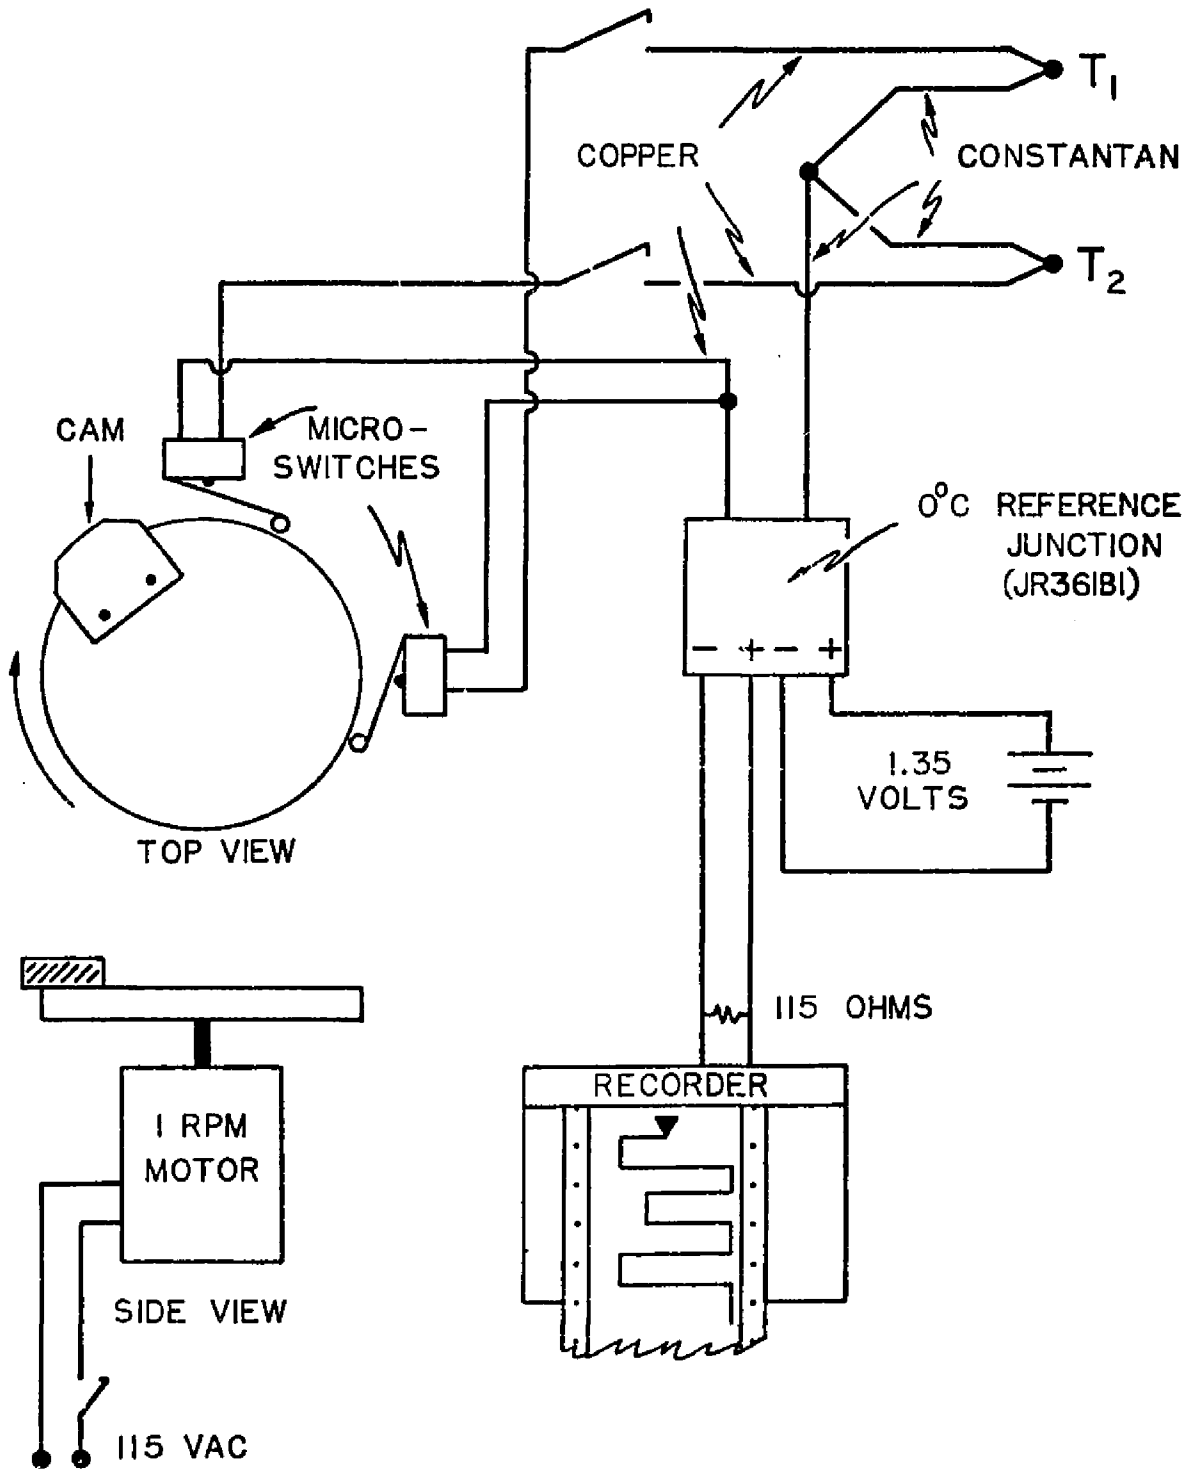 T1
COPPER
CONSTANTAN
T2
CAM
MICRO-
SWITCHES
0°C REFERENCE
JUNCTION
(JR361B1)
- + - +
1.35
VOLTS
TOP VIEW
115 OHMS
RECORDER
1 RPM
MOTOR
SIDE VIEW
115 VAC